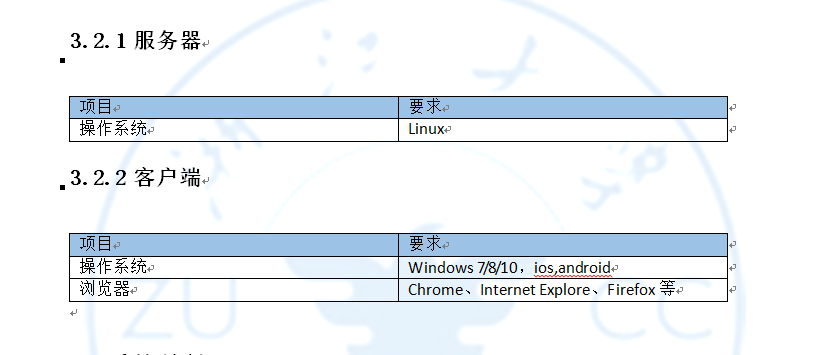 3.2.1 服务器
项目 要求
操作系统 Linux
3.2.2 客户端
项目 要求
操作系统 Windows 7/8/10，ios,android
浏览器 Chrome、Internet Explore、Firefox 等
ZU CC